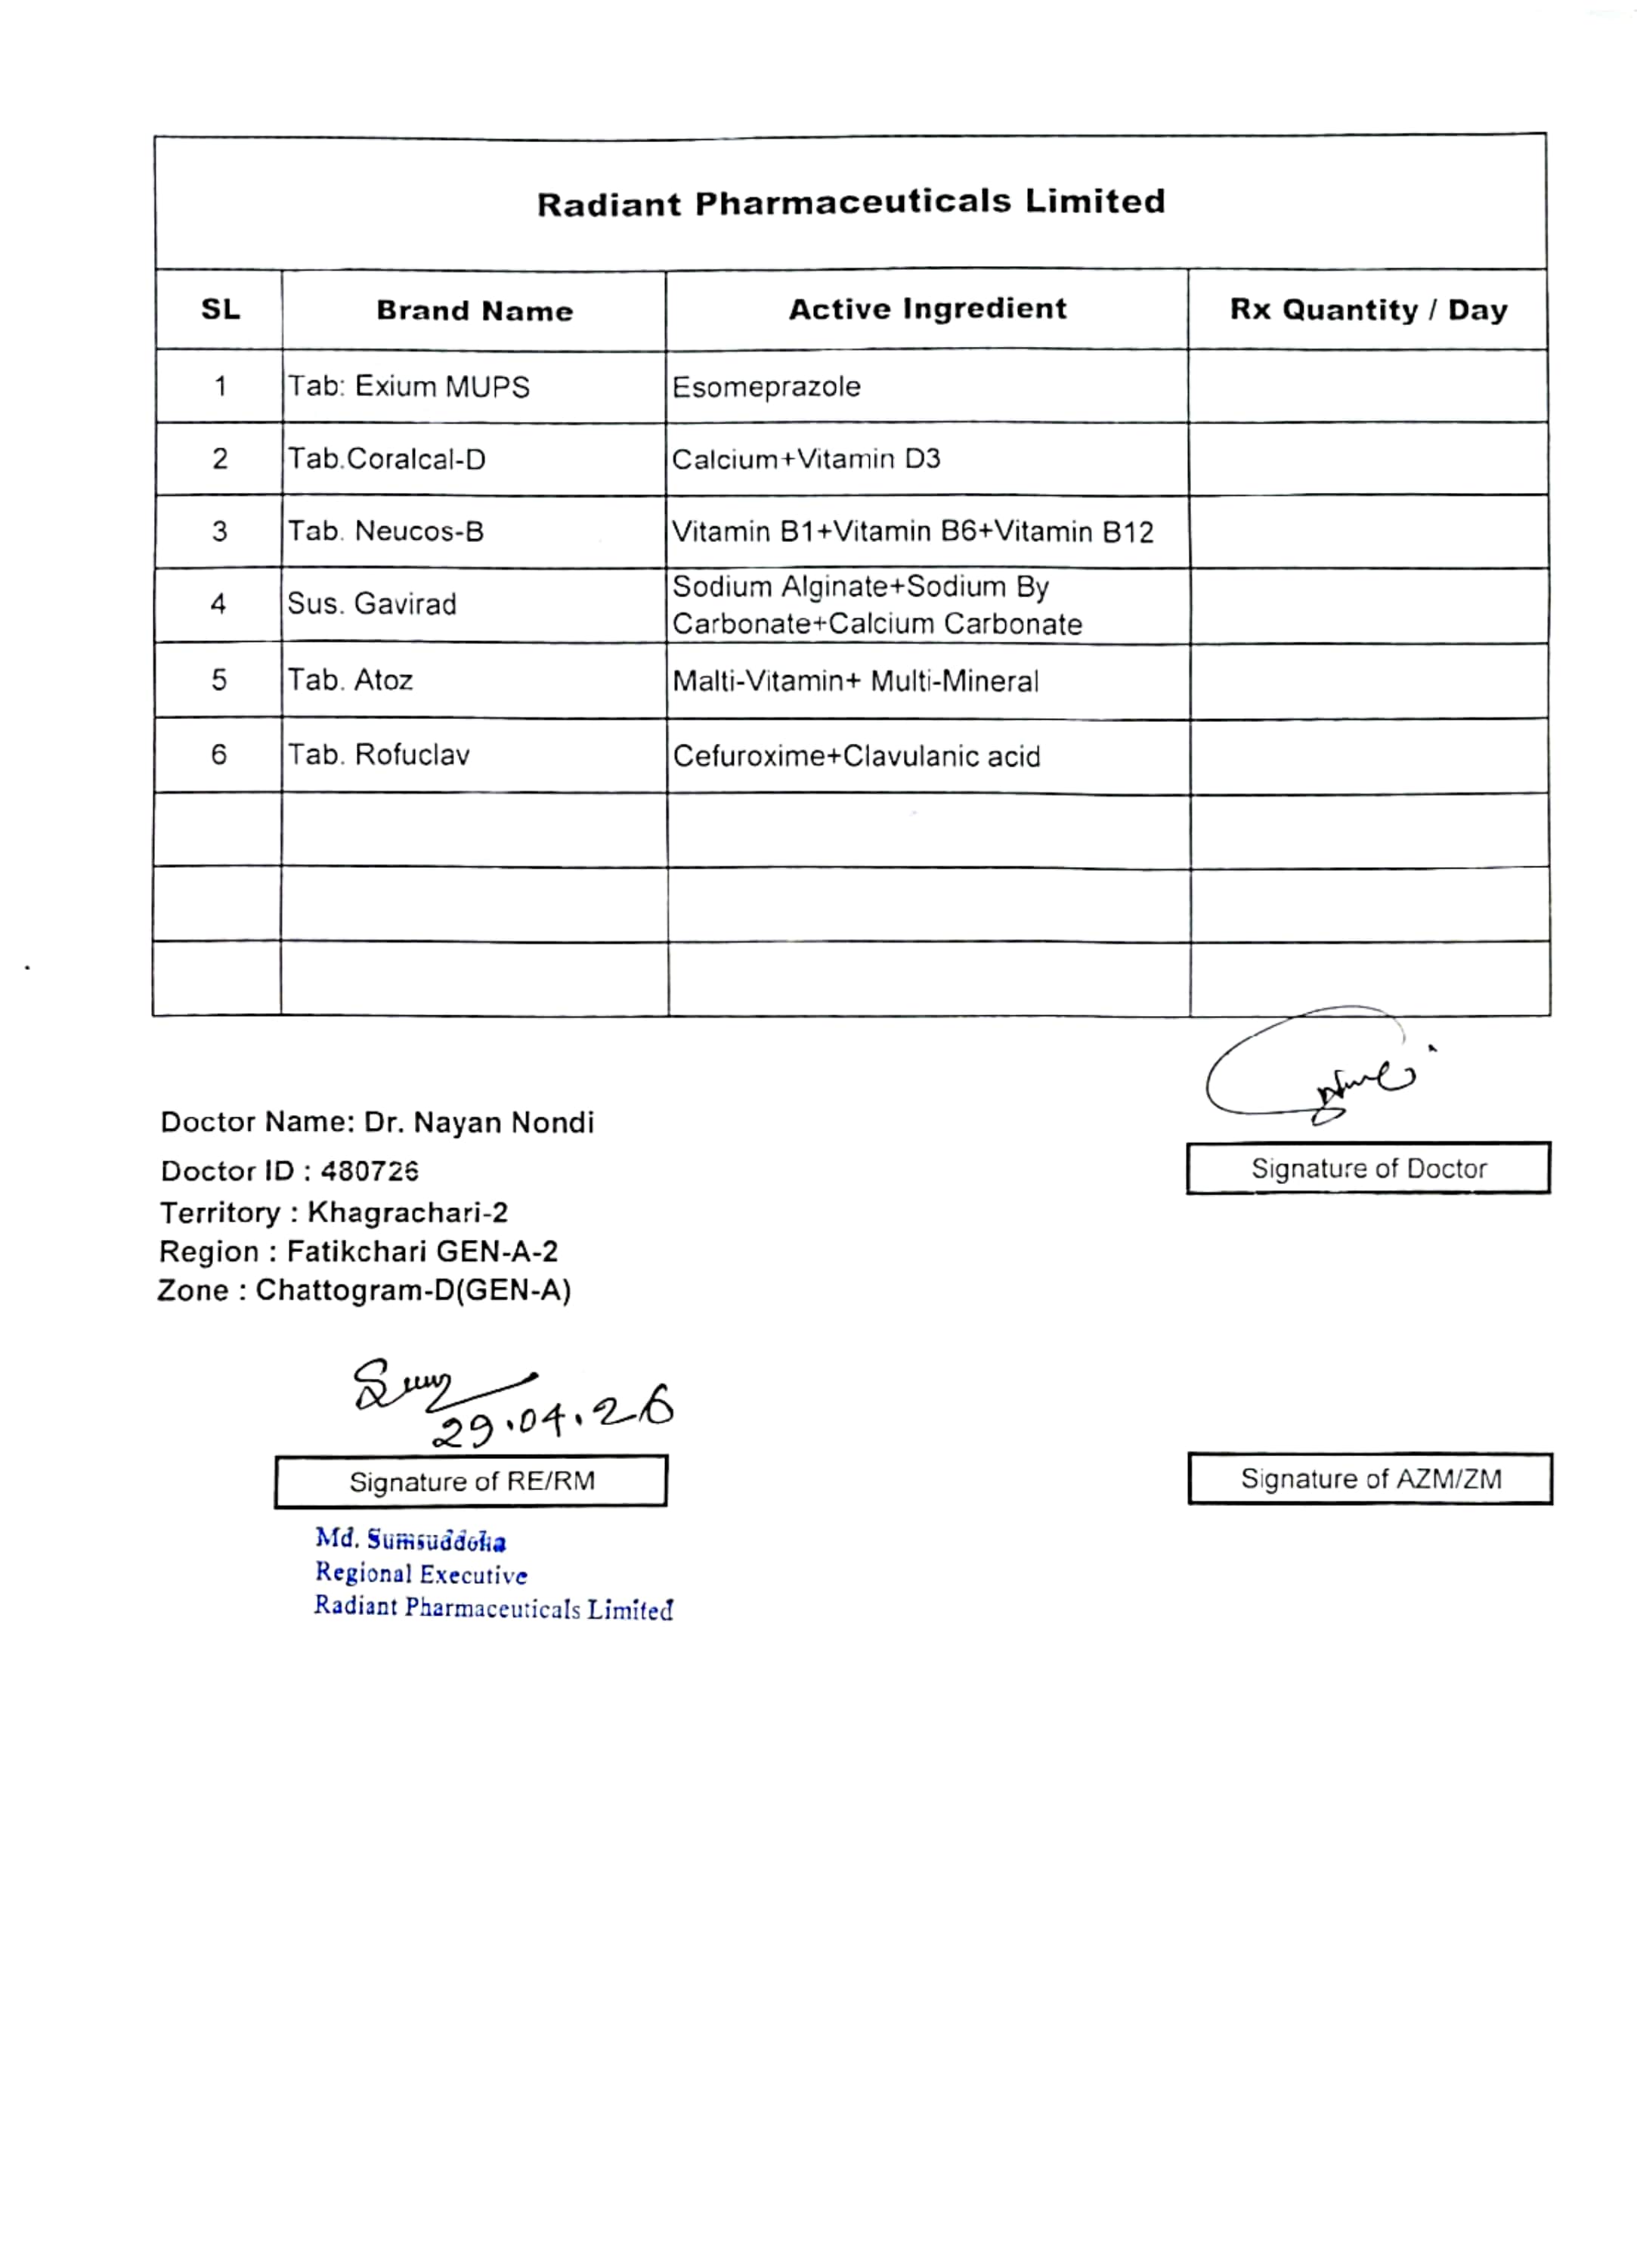 Radiant Pharmaceuticals Limited
SL Brand Name Active Ingredient Rx Quantity / Day
1 Tab: Exium MUPS Esomeprazole
2 Tab.Coralcal-D Calcium+Vitamin D3
3 Tab. Neucos-B Vitamin B1+Vitamin B6+Vitamin B12
4 Sus. Gavirad Sodium Alginate+Sodium By
Carbonate+Calcium Carbonate
5 Tab. Atoz Malti-Vitamin+ Multi-Mineral
6 Tab. Rofuclav Cefuroxime+Clavulanic acid
Doctor Name: Dr. Nayan Nondi
Doctor ID : 480726
Signature of Doctor
Territory : Khagrachari-2
Region : Fatikchari GEN-A-2
Zone : Chattogram-D(GEN-A)
29.04.26
Signature of RE/RM
Signature of AZM/ZM
Md. Sumsuddoha
Regional Executive
Radiant Pharmaceuticals Limited